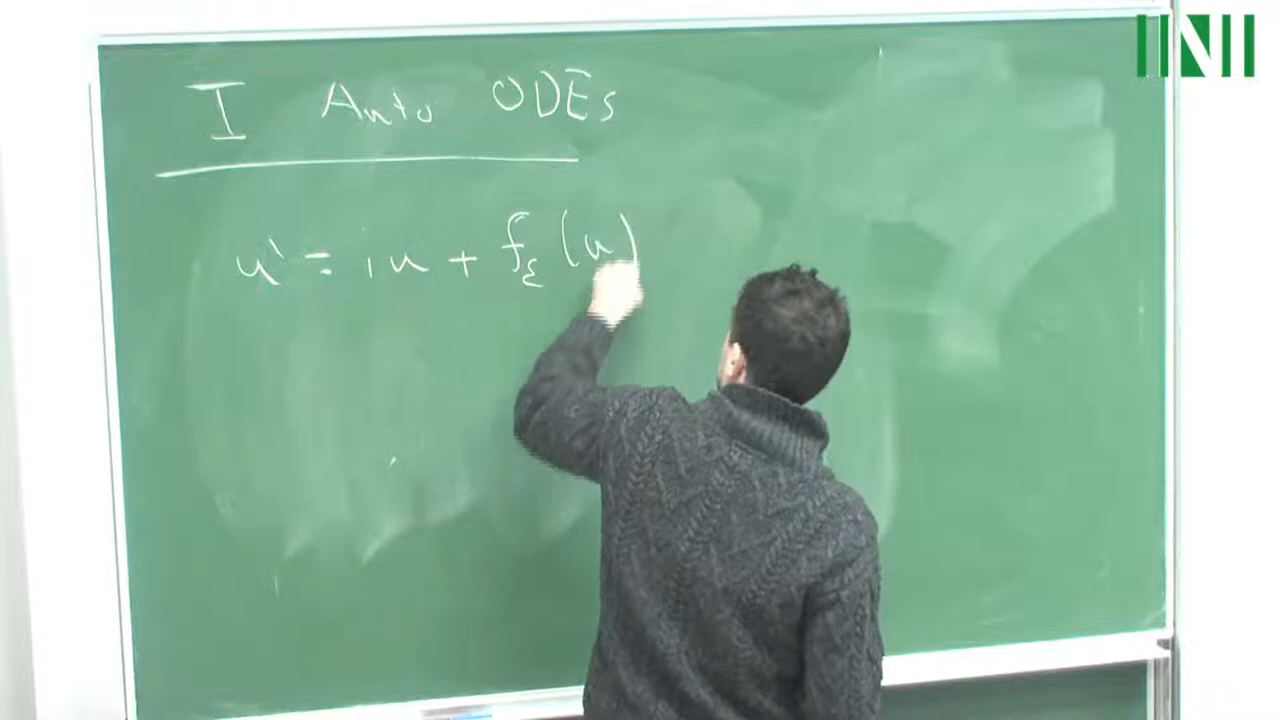 I Auto ODEs
u' = iu + f_ε(u)